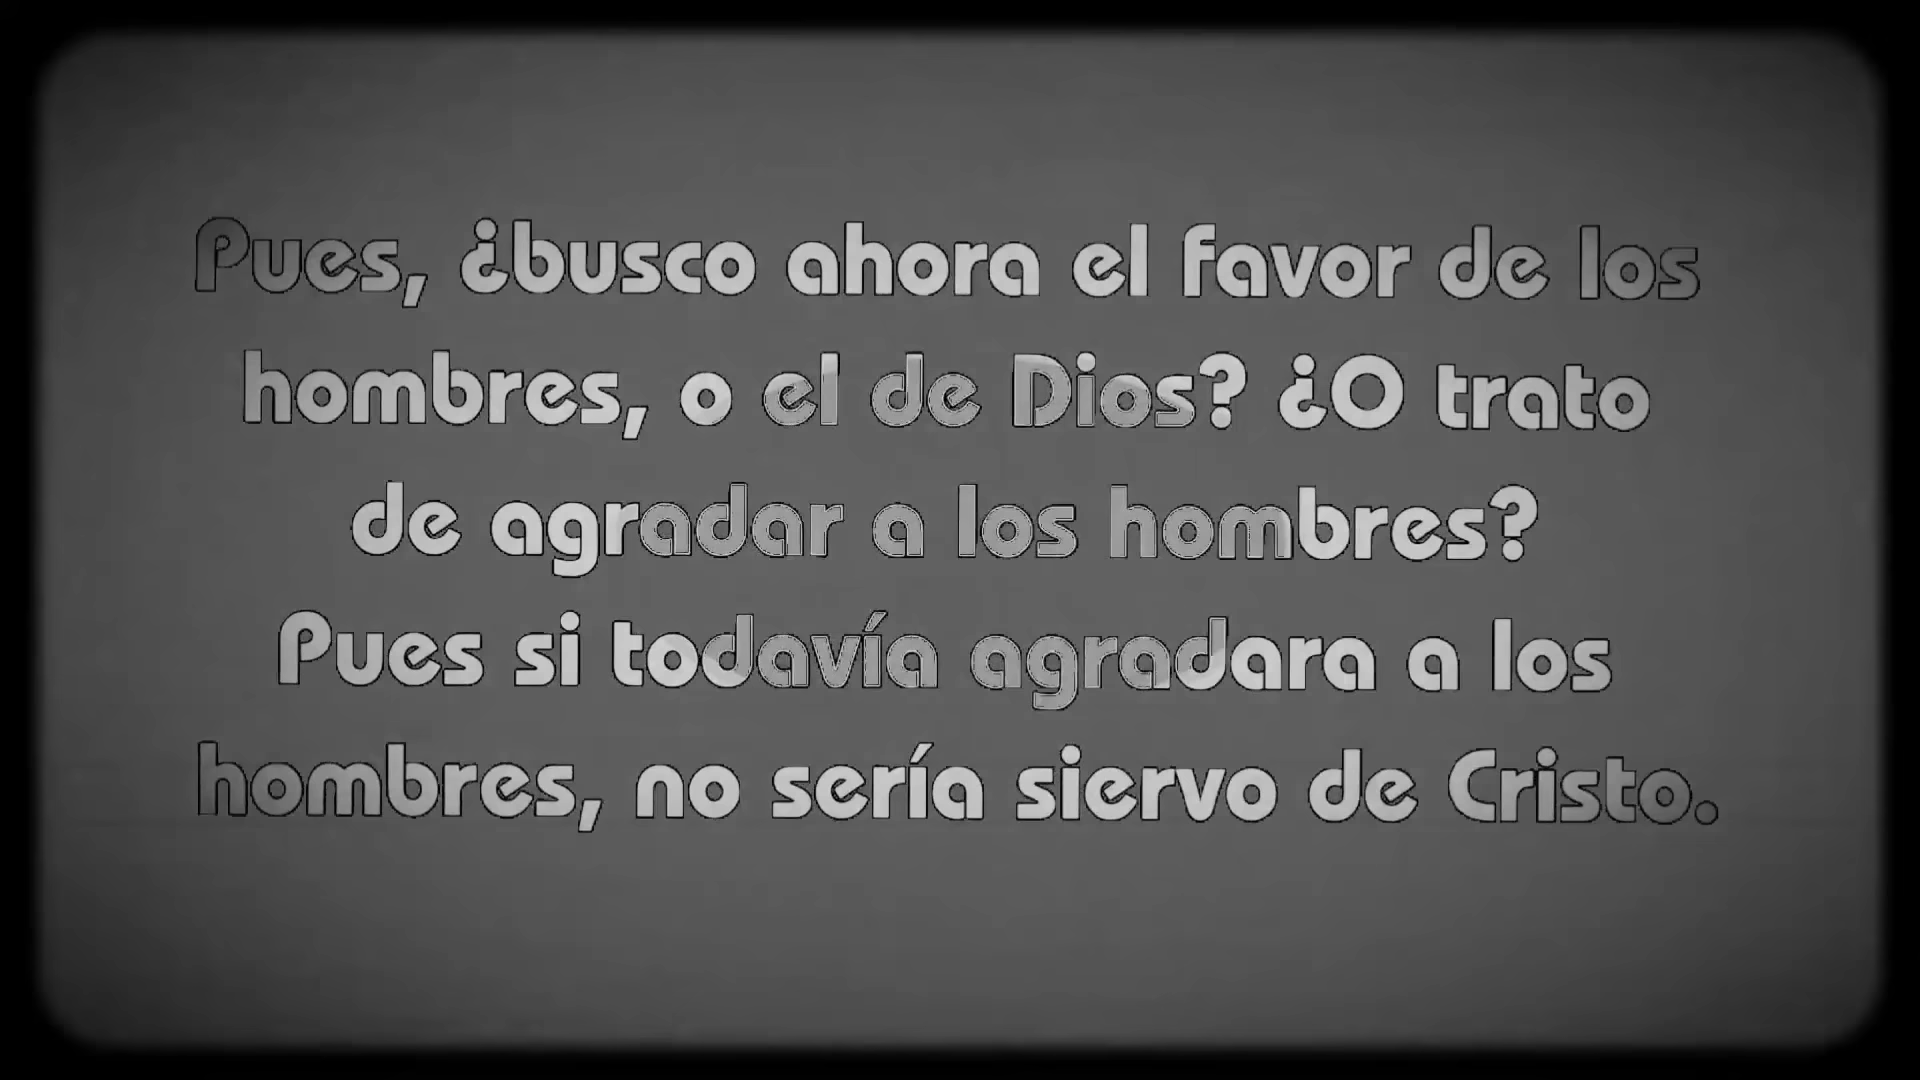 Pues, ¿busco ahora el favor de los
hombres, o el de Dios? ¿O trato
de agradar a los hombres?
Pues si todavía agradara a los
hombres, no sería siervo de Cristo.